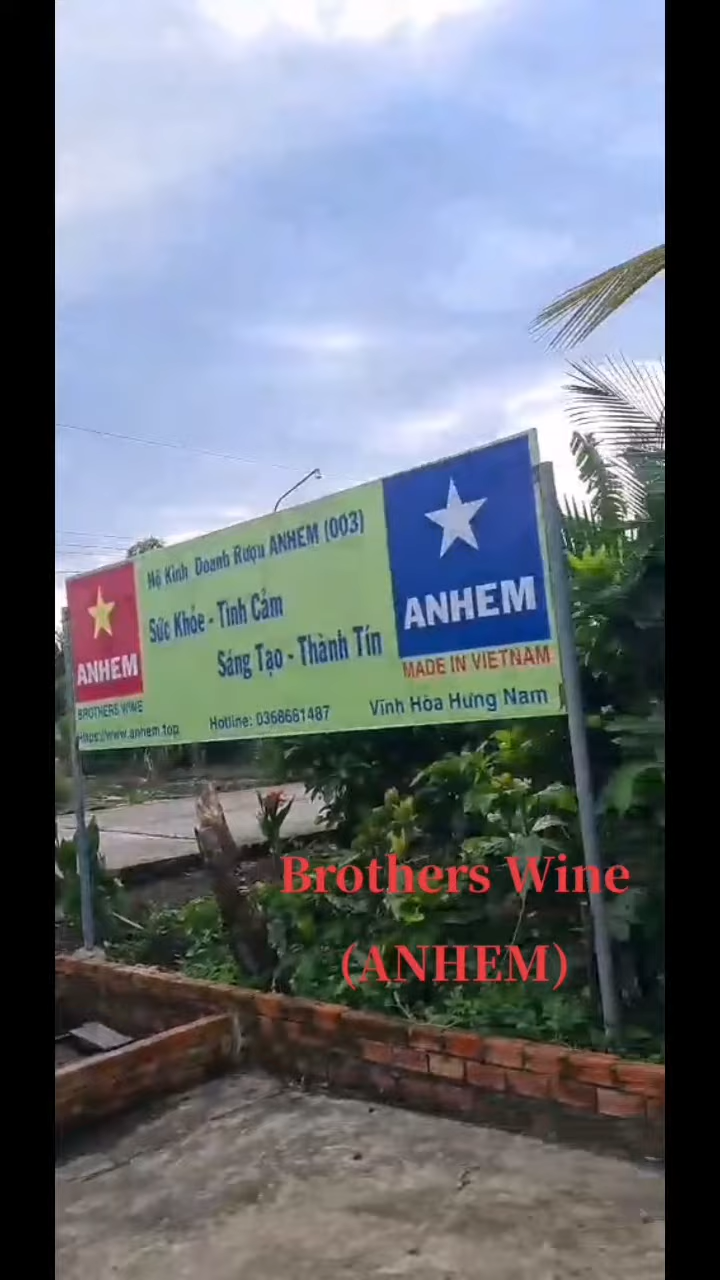 Hộ Kinh Doanh Rượu ANHEM (003)
Sức Khỏe - Tình Cảm
Sáng Tạo - Thành Tín
ANHEM
BROTHERS WINE
https://www.anhem.top
Hotline: 0368661487
ANHEM
MADE IN VIETNAM
Vĩnh Hòa Hưng Nam
Brothers Wine
(ANHEM)